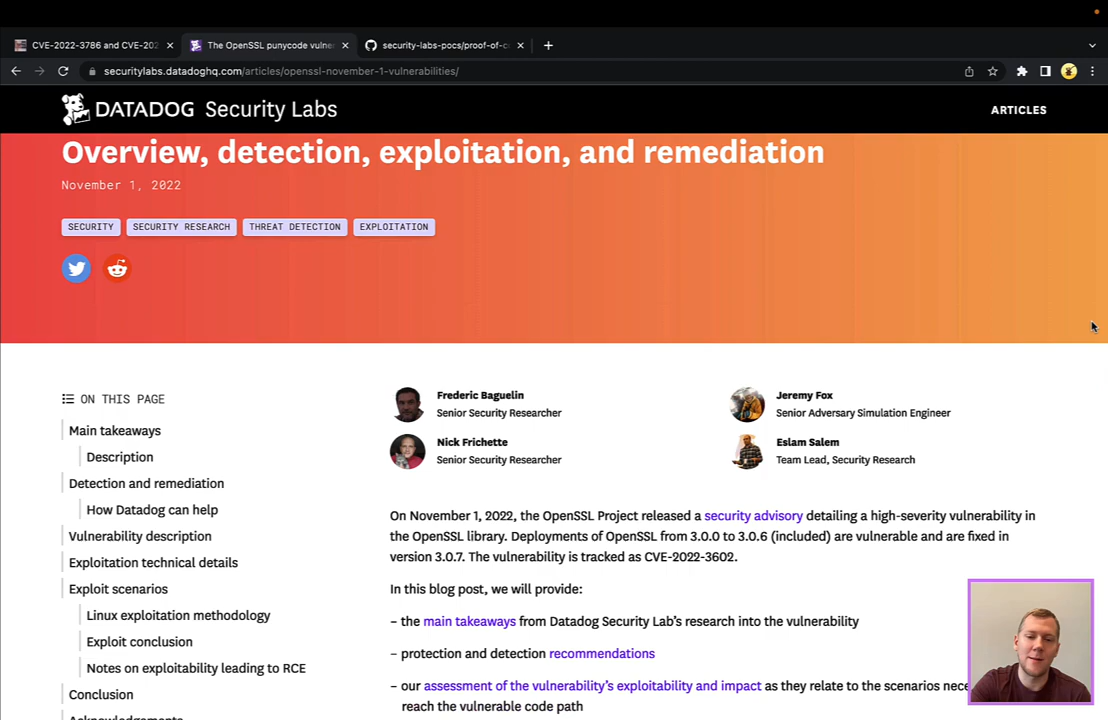 CVE-2022-3786 and CVE-202
The OpenSSL punycode vulne
security-labs-pocs/proof-of-c
securitylabs.datadoghq.com/articles/openssl-november-1-vulnerabilities/
DATADOG Security Labs
ARTICLES
Overview, detection, exploitation, and remediation
November 1, 2022
SECURITY
SECURITY RESEARCH
THREAT DETECTION
EXPLOITATION
ON THIS PAGE
Main takeaways
Description
Detection and remediation
How Datadog can help
Vulnerability description
Exploitation technical details
Exploit scenarios
Linux exploitation methodology
Exploit conclusion
Notes on exploitability leading to RCE
Conclusion
Acknowledgements
Frederic Baguelin
Senior Security Researcher
Jeremy Fox
Senior Adversary Simulation Engineer
Nick Frichette
Senior Security Researcher
Eslam Salem
Team Lead, Security Research
On November 1, 2022, the OpenSSL Project released a security advisory detailing a high-severity vulnerability in
the OpenSSL library. Deployments of OpenSSL from 3.0.0 to 3.0.6 (included) are vulnerable and are fixed in
version 3.0.7. The vulnerability is tracked as CVE-2022-3602.
In this blog post, we will provide:
– the main takeaways from Datadog Security Lab's research into the vulnerability
– protection and detection recommendations
– our assessment of the vulnerability's exploitability and impact as they relate to the scenarios nece
reach the vulnerable code path